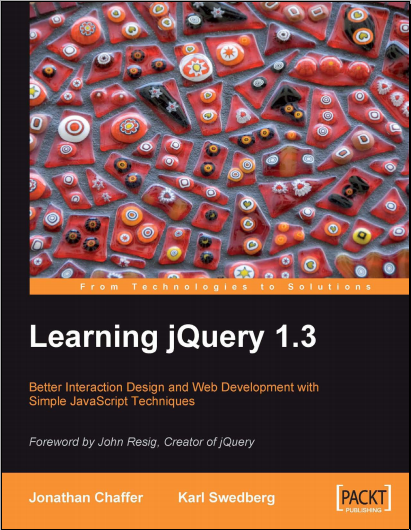 From Technologies to Solutions
Learning jQuery 1.3
Better Interaction Design and Web Development with
Simple JavaScript Techniques
Foreword by John Resig, Creator of jQuery
Jonathan Chaffer Karl Swedberg
PACKT
PUBLISHING